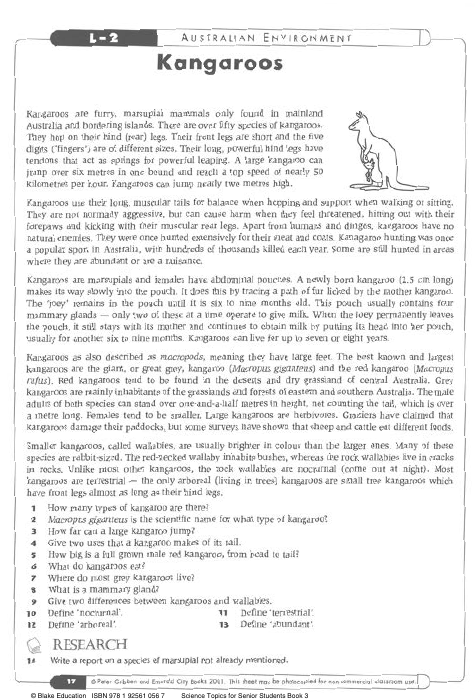 L-2 AUSTRALIAN ENVIRONMENT
Kangaroos
Kangaroos are furry, marsupial mammals only found in mainland
Australia and bordering islands. There are over fifty species of kangaroos.
They hop on their hind (rear) legs. Their front legs are short and the five
digits ('fingers') are of different sizes. Their long, powerful hind legs have
tendons that act as springs for powerful leaping. A large kangaroo can
jump over six metres in one bound and reach a top speed of nearly 50
kilometres per hour. Kangaroos can jump nearly two metres high.
Kangaroos use their long, muscular tails for balance when hopping and support when walking or sitting.
They are not normally aggressive, but can cause harm when they feel threatened, hitting out with their
forepaws and kicking with their muscular rear legs. Apart from humans and dingos, kangaroos have no
natural enemies. They were once hunted extensively for their meat and coats. Kanagaroo hunting was once
a popular sport in Australia, with hundreds of thousands killed each year. Some are still hunted in areas
where they are abundant or are a nuisance.
Kangaroos are marsupials and females have abdominal pouches. A newly born kangaroo (2.5 cm long)
makes its way slowly into the pouch. It does this by tracing a path of fur licked by the mother kangaroo.
The 'joey' remains in the pouch until it is six to nine months old. This pouch usually contains four
mammary glands — only two of these at a time operate to give milk. When the joey permanently leaves
the pouch, it still stays with its mother and continues to obtain milk by putting its head into her pouch,
usually for another six to nine months. Kangaroos can live for up to seven or eight years.
Kangaroos as also described as macropods, meaning they have large feet. The best known and largest
kangaroos are the giant, or great grey, kangaroo (Macropus giganteus) and the red kangaroo (Macropus
rufus). Red kangaroos tend to be found in the deserts and dry grassland of central Australia. Grey
kangaroos are mainly inhabitants of the grasslands and forests of eastern and southern Australia. The male
adults of both species can stand over one-and-a-half metres in height, not counting the tail, which is over
a metre long. Females tend to be smaller. Large kangaroos are herbivores. Graziers have claimed that
kangaroos damage their paddocks, but some surveys have shown that sheep and cattle eat different foods.
Smaller kangaroos, called wallabies, are usually brighter in colour than the larger ones. Many of these
species are rabbit-sized. The red-necked wallaby inhabits bushes, whereas the rock wallabies live in cracks
in rocks. Unlike most other kangaroos, the rock wallabies are nocturnal (come out at night). Most
kangaroos are terrestrial — the only arboreal (living in trees) kangaroos are small tree kangaroos which
have front legs almost as long as their hind legs.
1 How many types of kangaroo are there?
2 Macropus giganteus is the scientific name for what type of kangaroo?
3 How far can a large kangaroo jump?
4 Give two uses that a kangaroo makes of its tail.
5 How big is a full grown male red kangaroo, from head to tail?
6 What do kangaroos eat?
7 Where do most grey kangaroos live?
8 What is a mammary gland?
9 Give two differences between kangaroos and wallabies.
10 Define 'nocturnal'. 11 Define 'terrestrial'.
12 Define 'arboreal'. 13 Define 'abundant'.
RESEARCH
14 Write a report on a species of marsupial not already mentioned.
17 © Peter Gibben and Emerald City Books 2003. This sheet may be photocopied for non-commercial classroom use.
© Blake Education ISBN 978 1 92561 056 7 Science Topics for Senior Students Book 3